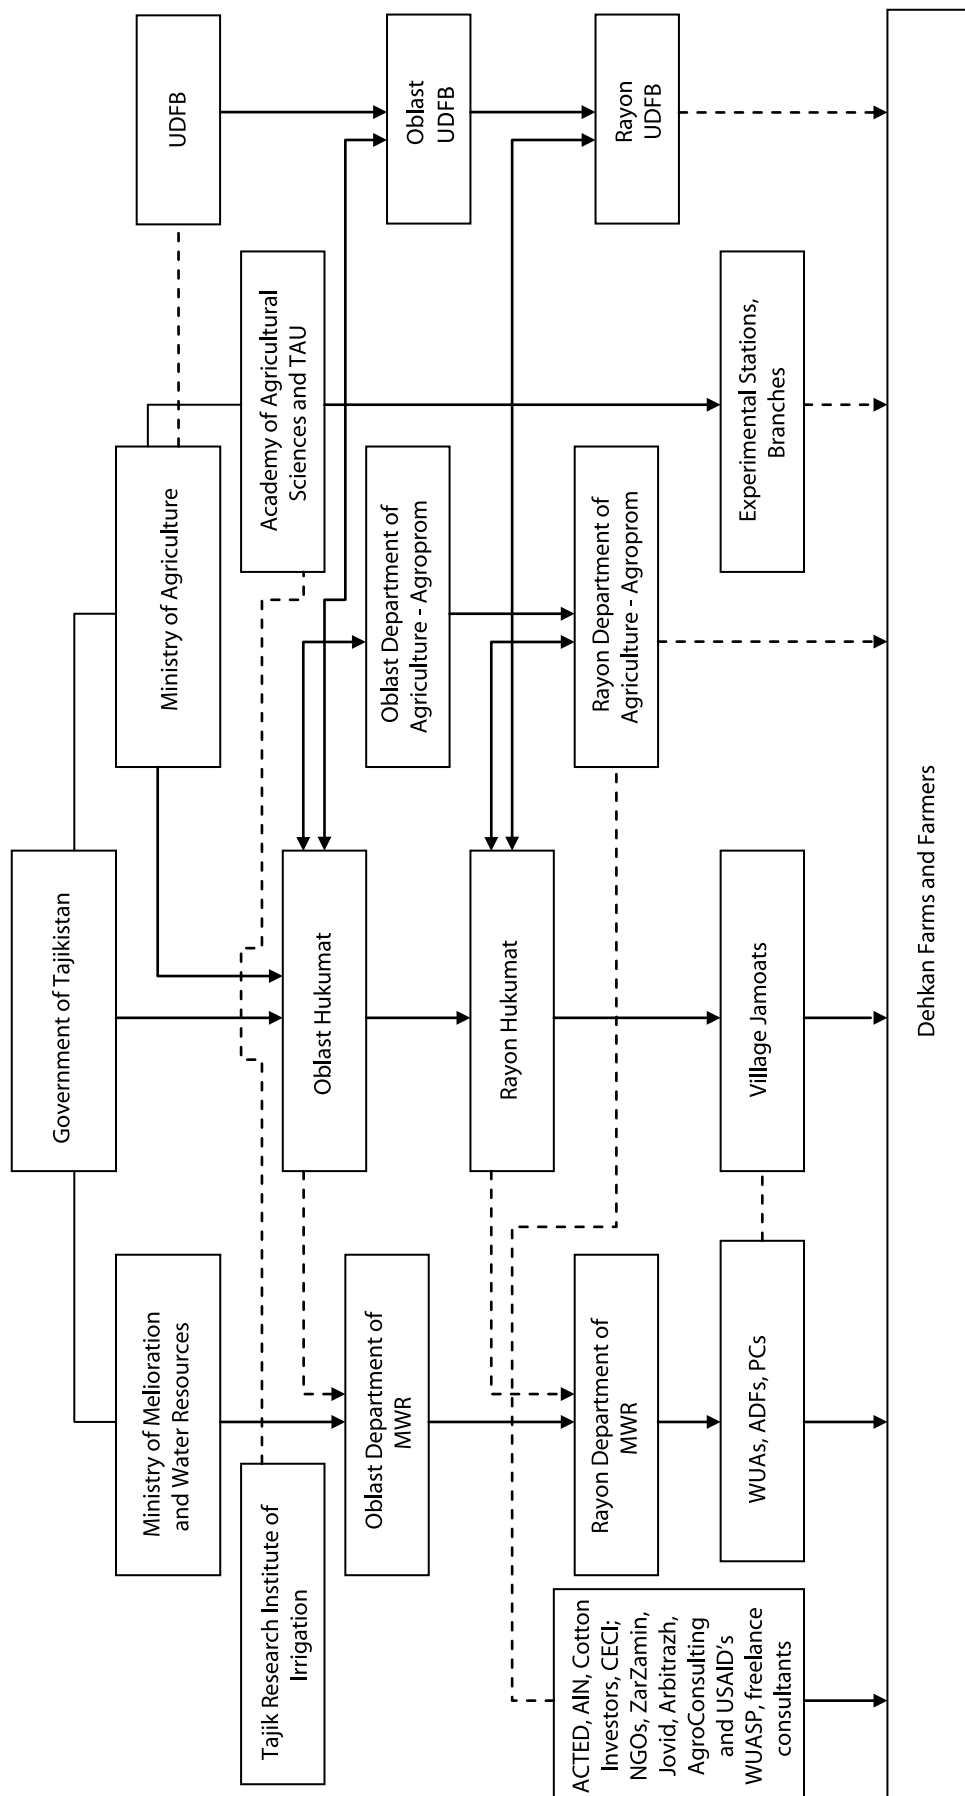 Government of Tajikistan
Ministry of Melioration
and Water Resources
Ministry of Agriculture
UDFB
Tajik Research Institute of
Irrigation
Academy of Agricultural
Sciences and TAU
Oblast Hukumat
Oblast Department of
MWR
Oblast Department of
Agriculture - Agroprom
Oblast
UDFB
Rayon Hukumat
Rayon Department of
MWR
Rayon Department of
Agriculture - Agroprom
Rayon
UDFB
ACTED, AIN, Cotton
Investors, CECI;
NGOs, ZarZamin,
Jovid, Arbitrazh,
AgroConsulting
and USAID's
WUASP, freelance
consultants
WUAs, ADFs, PCs
Village Jamoats
Experimental Stations,
Branches
Dehkan Farms and Farmers